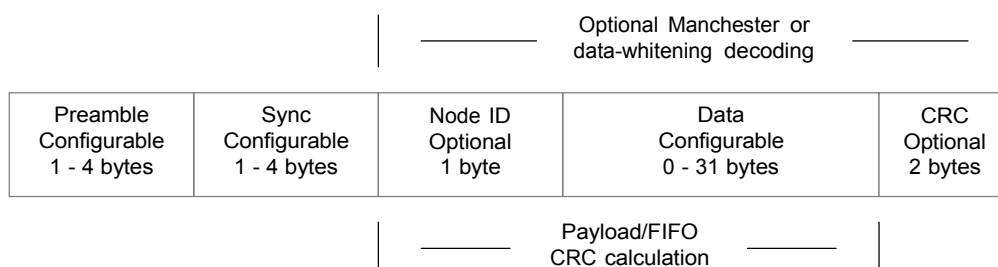 Optional Manchester or
data-whitening decoding
Preamble
Configurable
1 - 4 bytes
Sync
Configurable
1 - 4 bytes
Node ID
Optional
1 byte
Data
Configurable
0 - 31 bytes
CRC
Optional
2 bytes
Payload/FIFO
CRC calculation